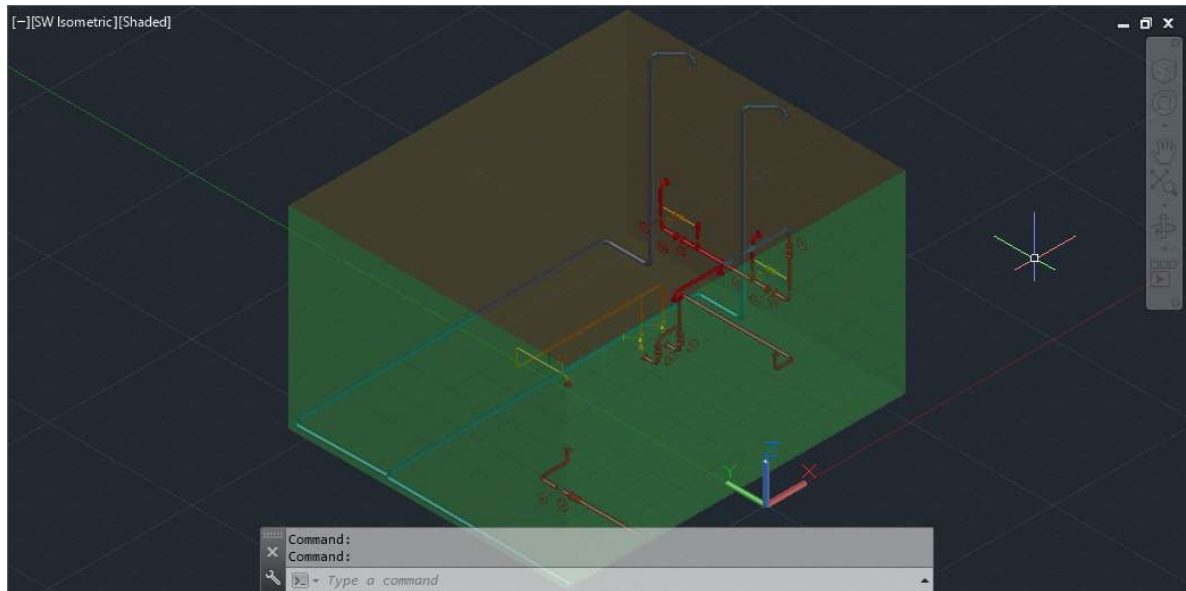 [−][SW Isometric][Shaded]
Z
Y
X
Command:
Command:
Type a command